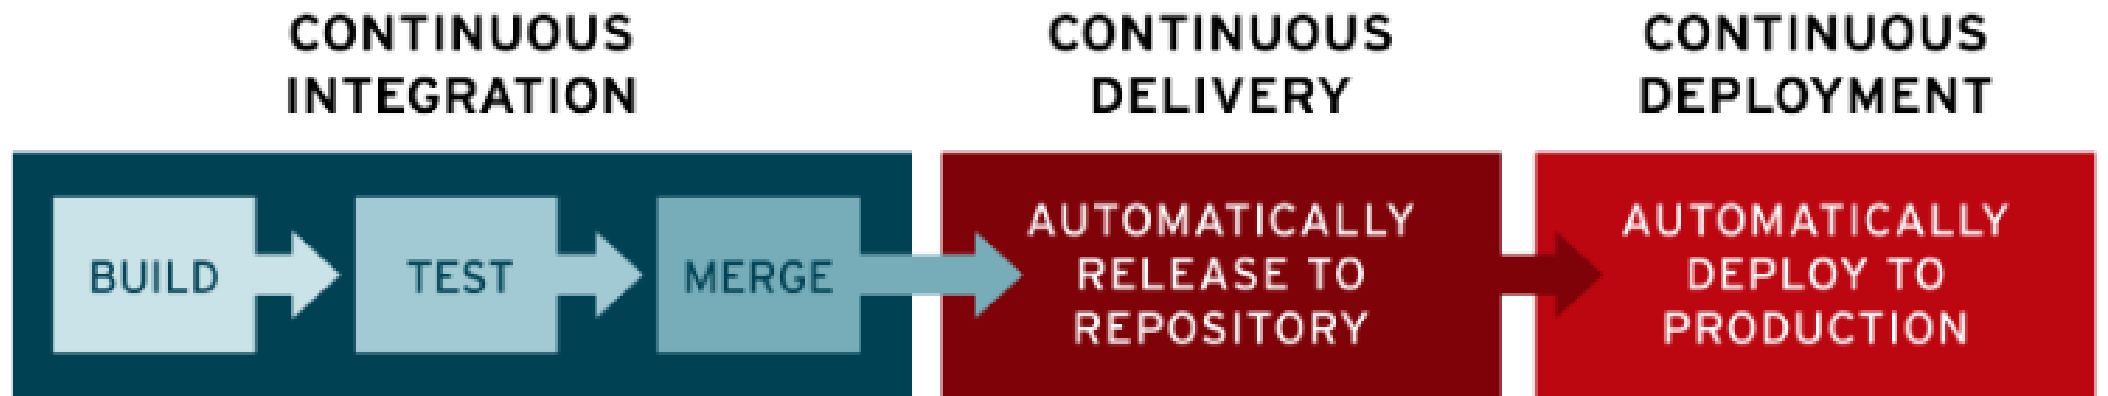 CONTINUOUS
INTEGRATION
CONTINUOUS
DELIVERY
CONTINUOUS
DEPLOYMENT
BUILD
TEST
MERGE
AUTOMATICALLY
RELEASE TO
REPOSITORY
AUTOMATICALLY
DEPLOY TO
PRODUCTION